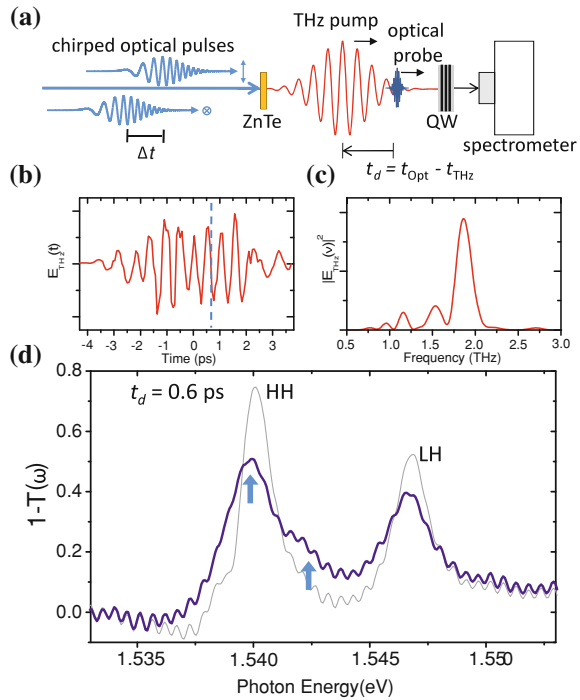 (a)
chirped optical pulses
THz pump
optical
probe
Δt
ZnTe
QW
spectrometer
t_d = t_Opt - t_THz
(b)
E_THz(t)
-4 -3 -2 -1 0 1 2 3
Time (ps)
(c)
|E_THz(ν)|²
0.5 1.0 1.5 2.0 2.5 3.0
Frequency (THz)
(d)
t_d = 0.6 ps
HH
LH
0.8
0.6
0.4
0.2
0.0
1-T(ω)
1.535 1.540 1.545 1.550
Photon Energy(eV)